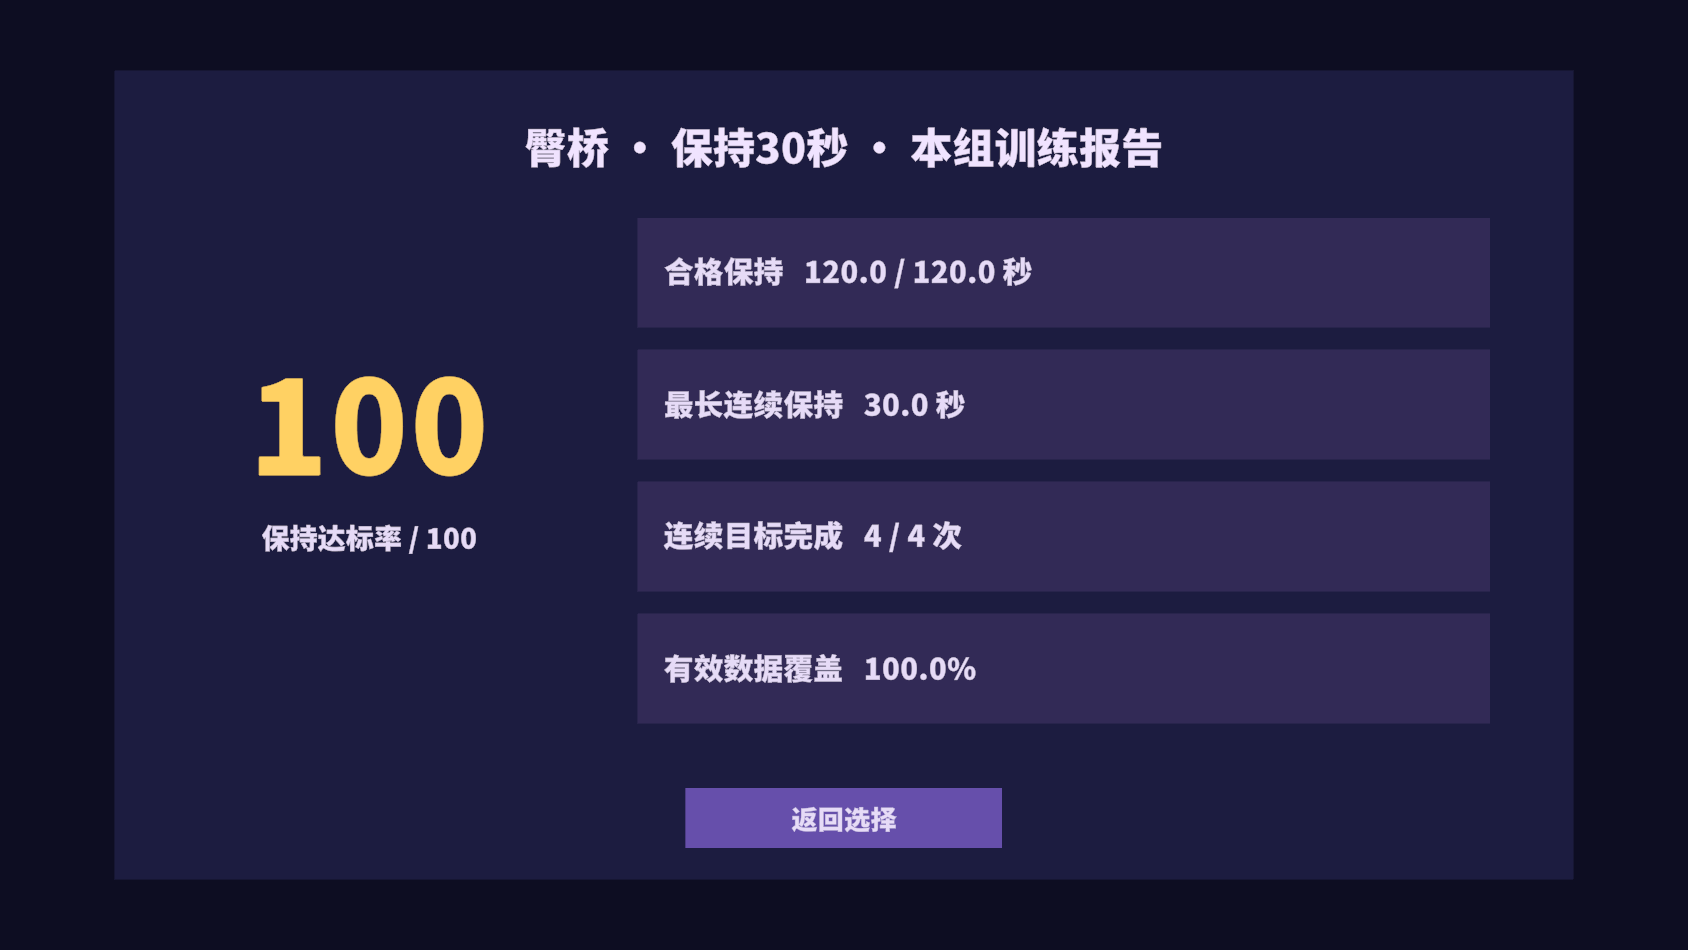 臀桥 · 保持30秒 · 本组训练报告
合格保持 120.0 / 120.0 秒
最长连续保持 30.0 秒
100
保持达标率 / 100
连续目标完成 4 / 4 次
有效数据覆盖 100.0%
返回选择